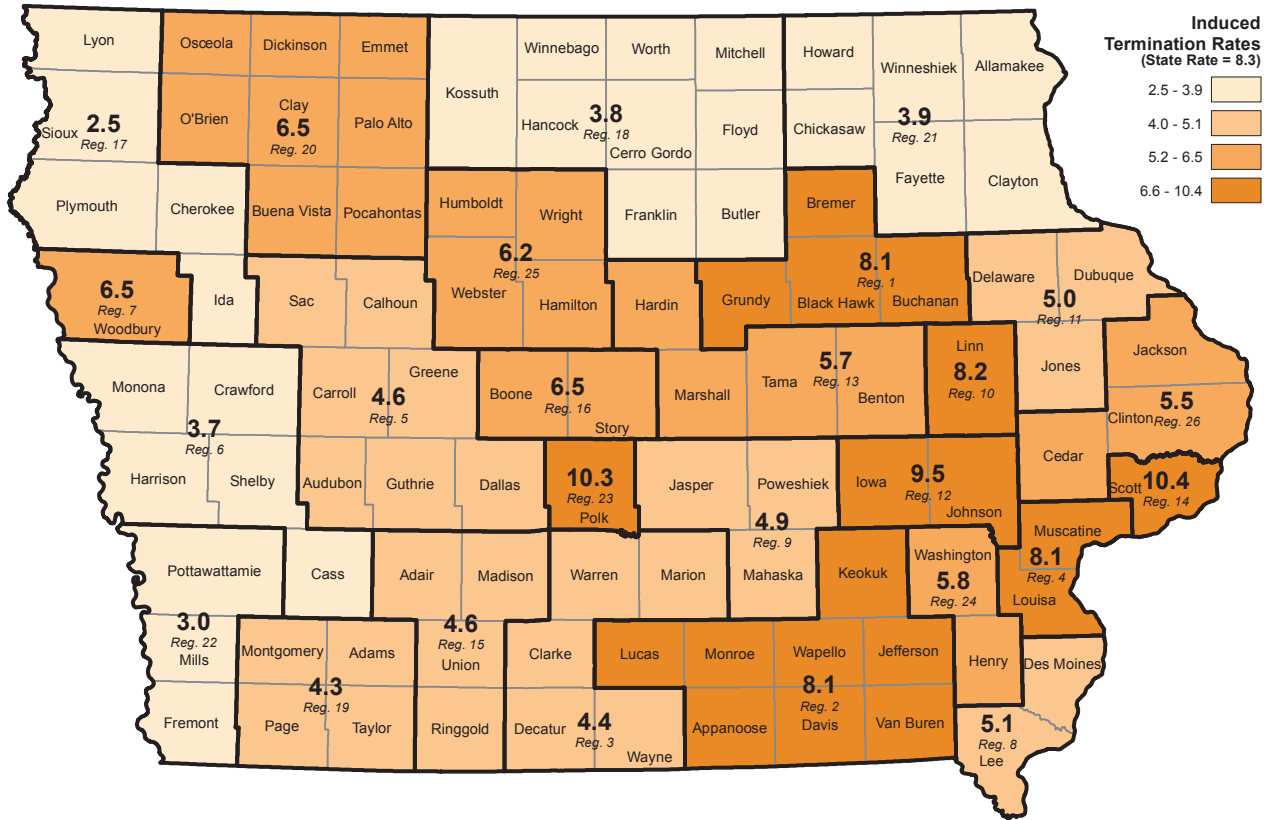 Induced
Termination Rates
(State Rate = 8.3)
2.5 - 3.9
4.0 - 5.1
5.2 - 6.5
6.6 - 10.4
Lyon
Osceola
Dickinson
Emmet
Winnebago
Worth
Mitchell
Howard
Winneshiek
Allamakee
Kossuth
Sioux
2.5
Reg. 17
O'Brien
Clay
6.5
Reg. 20
Palo Alto
Hancock
3.8
Reg. 18
Cerro Gordo
Floyd
Chickasaw
3.9
Reg. 21
Fayette
Clayton
Plymouth
Cherokee
Buena Vista
Pocahontas
Humboldt
Wright
Franklin
Butler
Bremer
6.5
Reg. 7
Woodbury
Ida
Sac
Calhoun
6.2
Reg. 25
Webster
Hamilton
Hardin
Grundy
8.1
Reg. 1
Black Hawk
Buchanan
Delaware
Dubuque
5.0
Reg. 11
Jones
Jackson
Monona
Crawford
3.7
Reg. 6
Harrison
Shelby
Carroll
Greene
4.6
Reg. 5
Boone
6.5
Reg. 16
Story
Marshall
Tama
5.7
Reg. 13
Benton
Linn
8.2
Reg. 10
Clinton
5.5
Reg. 26
Cedar
Audubon
Guthrie
Dallas
10.3
Reg. 23
Polk
Jasper
Poweshiek
4.9
Reg. 9
Mahaska
Iowa
9.5
Reg. 12
Johnson
Scott
10.4
Reg. 14
Muscatine
8.1
Reg. 4
Louisa
Pottawattamie
Cass
Adair
Madison
Warren
Marion
Keokuk
Washington
5.8
Reg. 24
3.0
Reg. 22
Mills
Montgomery
Adams
4.3
Reg. 19
Page
Taylor
4.6
Reg. 15
Union
Clarke
Lucas
Monroe
Wapello
Jefferson
Henry
Des Moines
Fremont
Ringgold
Decatur
4.4
Reg. 3
Wayne
Appanoose
8.1
Reg. 2
Davis
Van Buren
5.1
Reg. 8
Lee